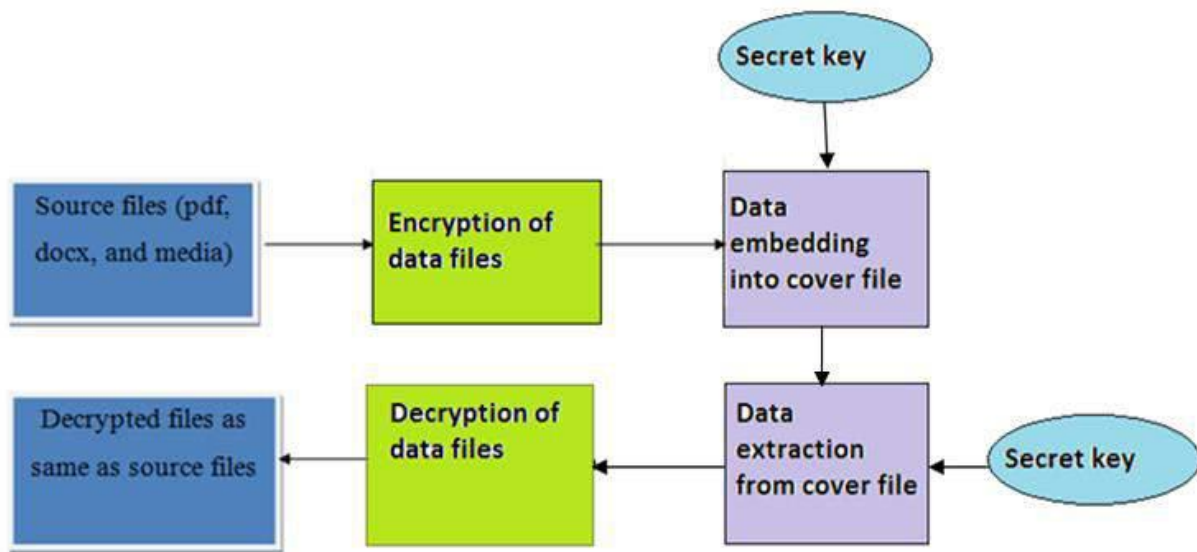 Secret key
Source files (pdf,
docx, and media)
Encryption of
data files
Data
embedding
into cover file
Decrypted files as
same as source files
Decryption of
data files
Data
extraction
from cover file
Secret key